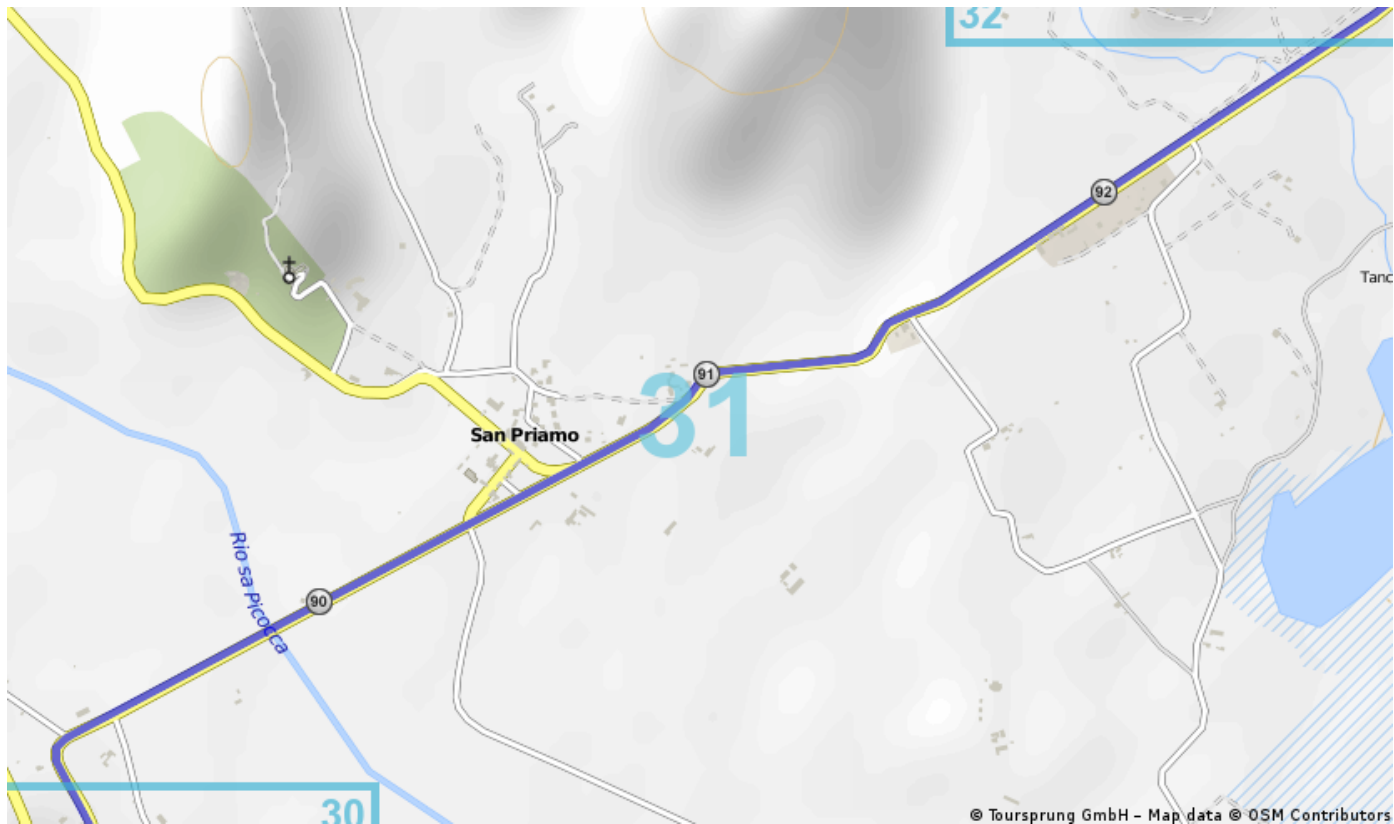 32
92
Tanc
91
31
San Priamo
Rio sa Picocca
90
30
© Toursprung GmbH – Map data © OSM Contributors